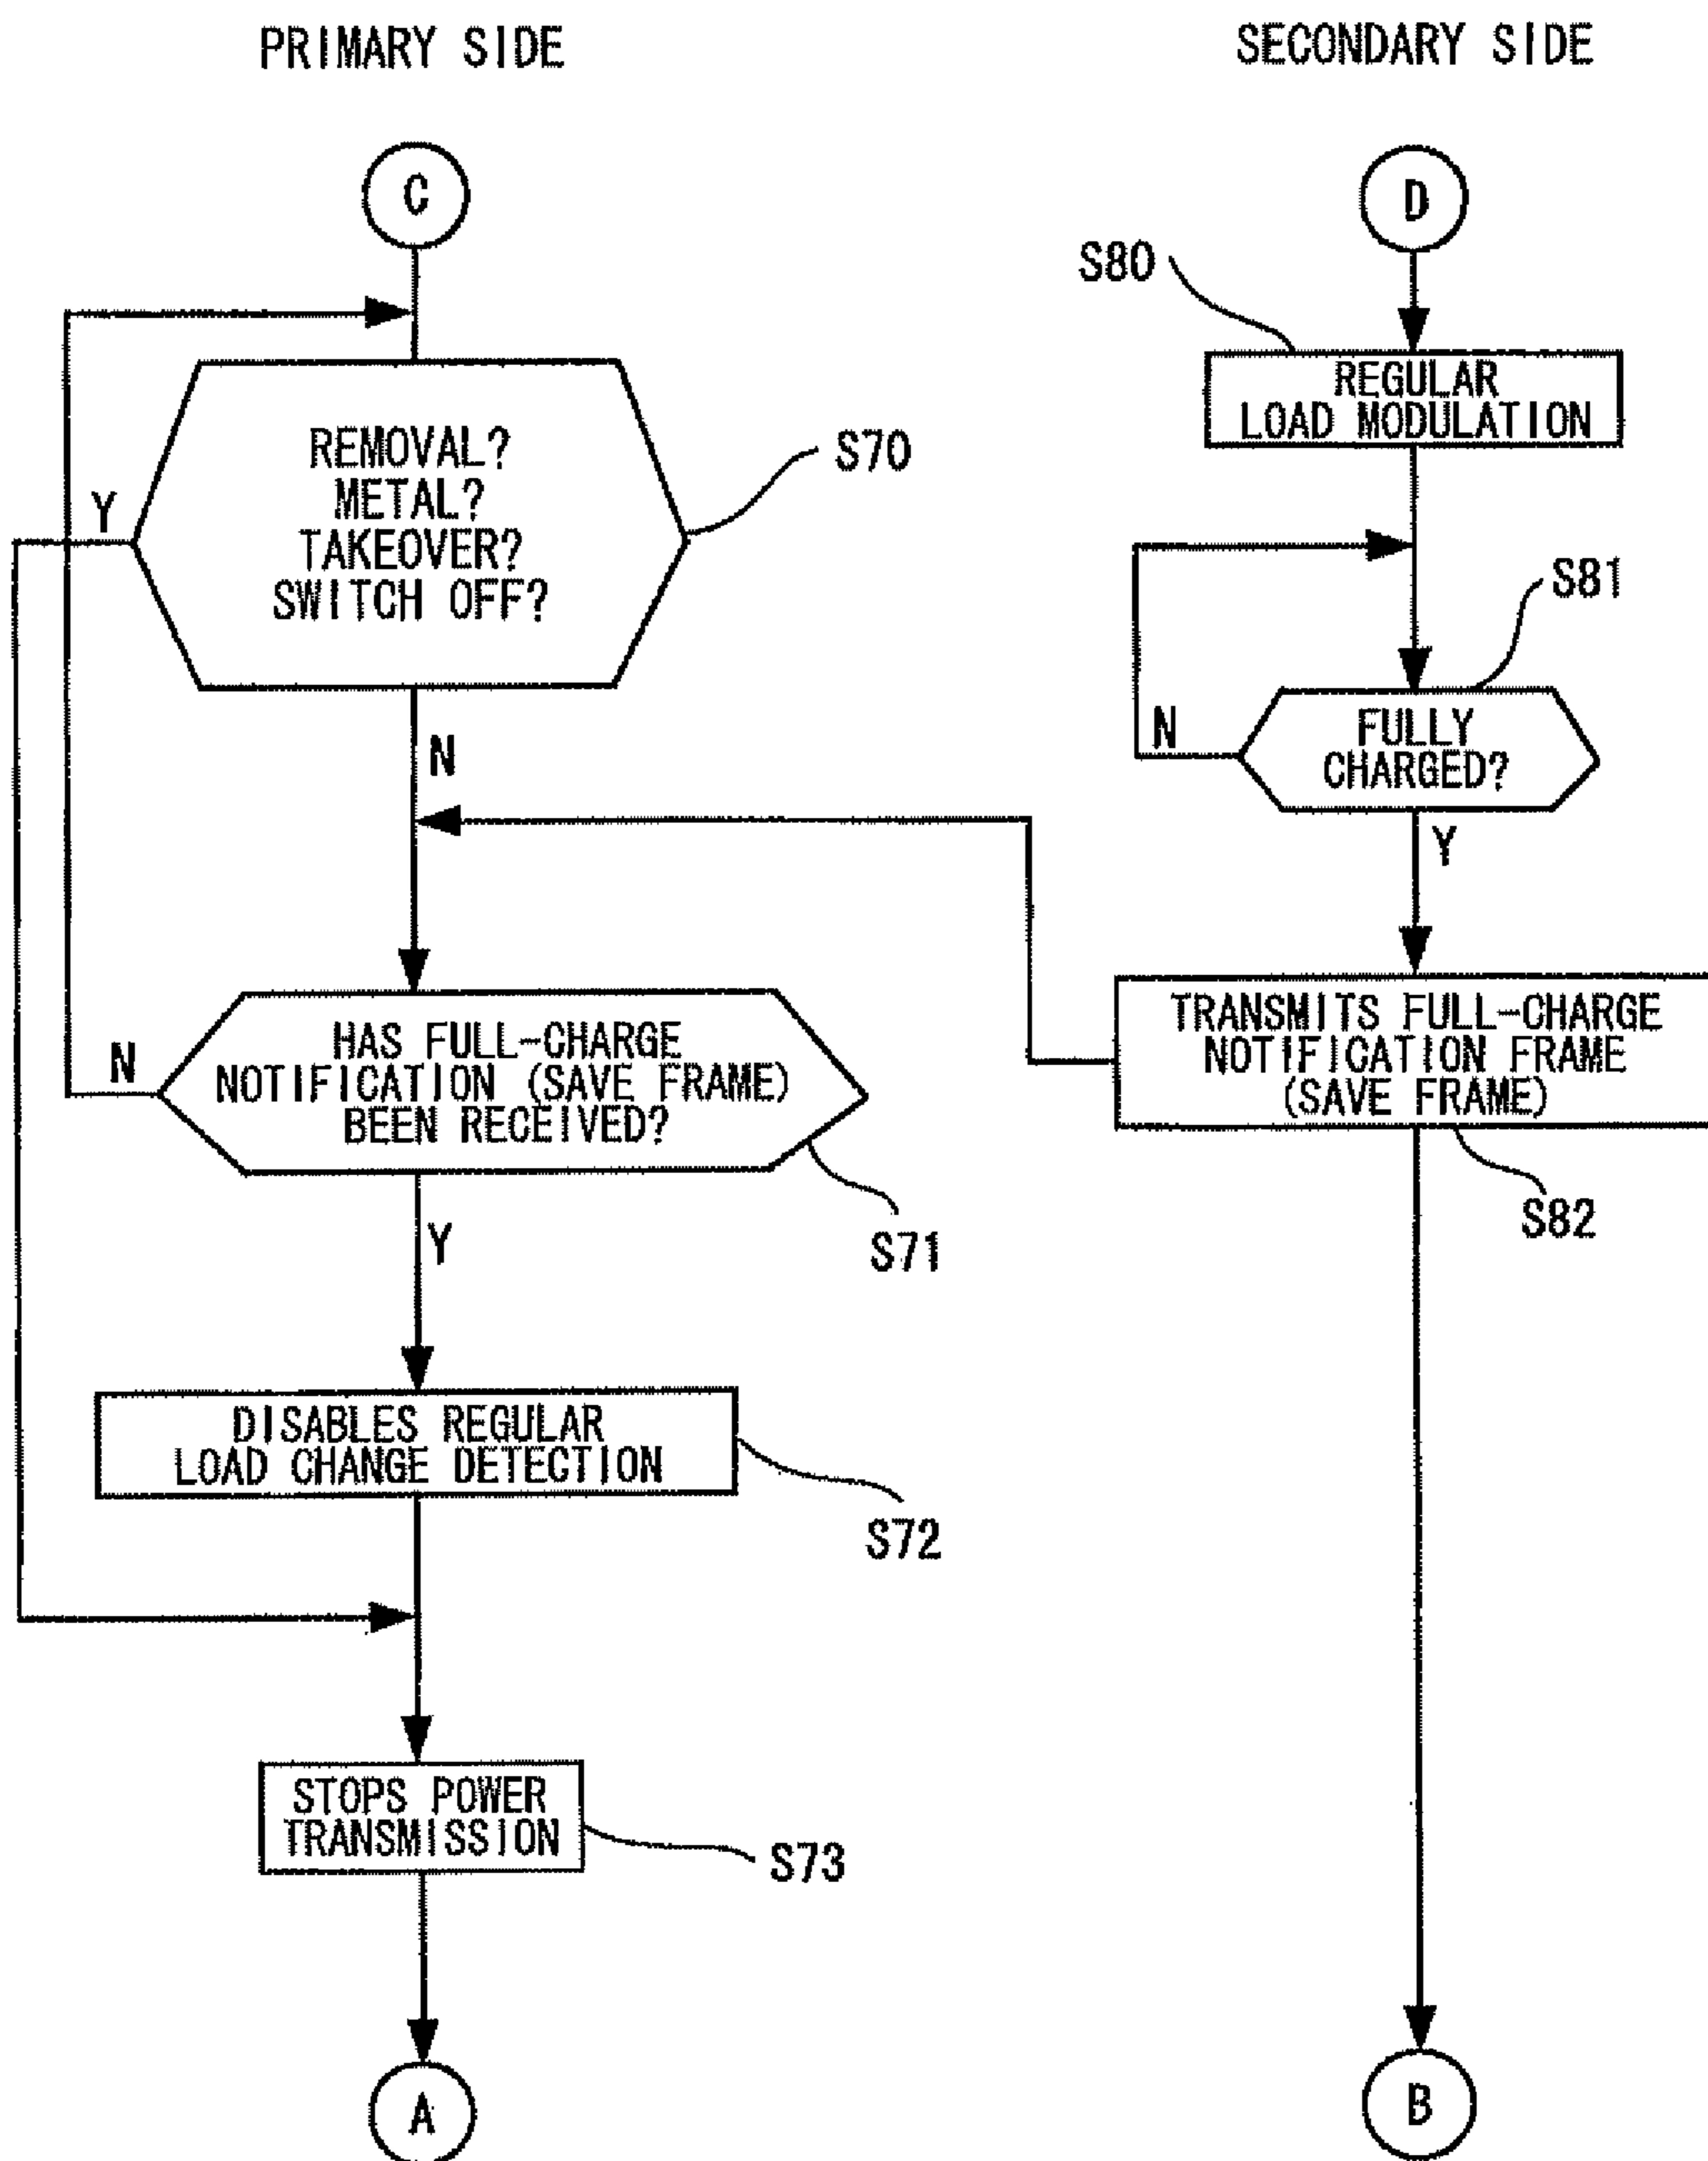 PRIMARY SIDE
SECONDARY SIDE
C
D
S80
REGULAR
LOAD MODULATION
REMOVAL?
METAL?
TAKEOVER?
SWITCH OFF?
S70
Y
N
S81
FULLY
CHARGED?
N
Y
HAS FULL-CHARGE
NOTIFICATION (SAVE FRAME)
BEEN RECEIVED?
N
S71
Y
TRANSMITS FULL-CHARGE
NOTIFICATION FRAME
(SAVE FRAME)
S82
DISABLES REGULAR
LOAD CHANGE DETECTION
S72
STOPS POWER
TRANSMISSION
S73
A
B